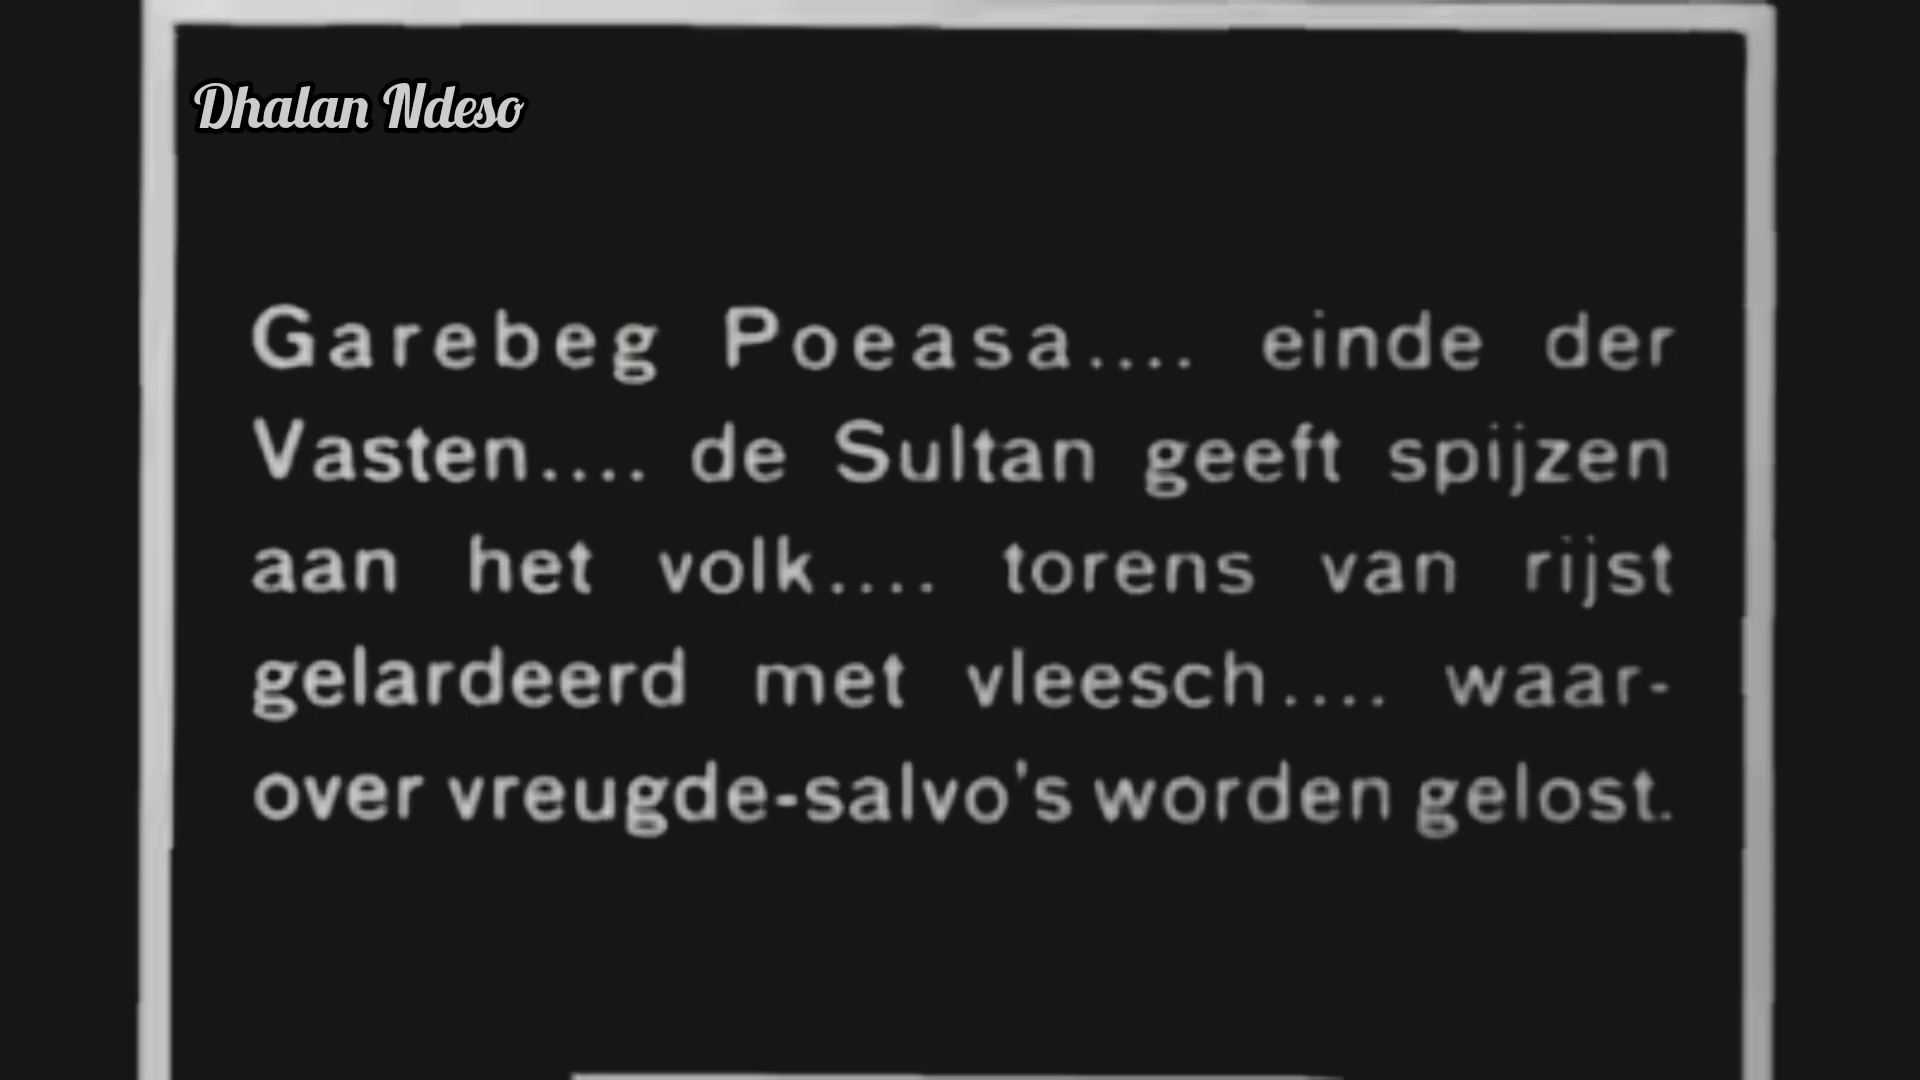 Dhalan Ndeso
Garebeg Poeasa.... einde der
Vasten.... de Sultan geeft spijzen
aan het volk.... torens van rijst
gelardeerd met vleesch.... waar-
over vreugde-salvo's worden gelost.